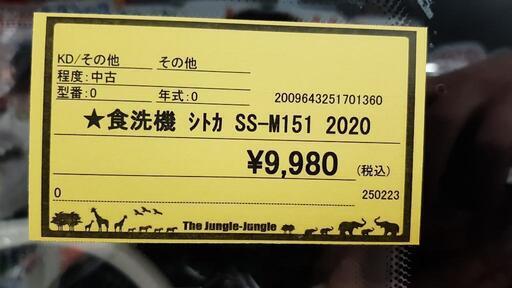 KD/その他 その他
程度:中古
型番:0 年式:0 2009643251701360
★食洗機 ｼﾄｶ SS-M151 2020
¥9,980 (税込)
0 250223
The Jungle-Jungle